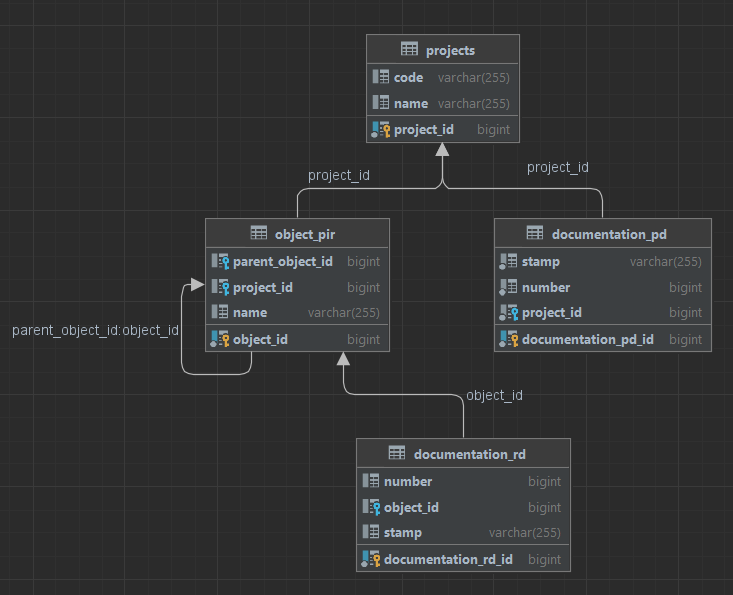 projects
code varchar(255)
name varchar(255)
project_id bigint
project_id
project_id
object_pir
parent_object_id bigint
project_id bigint
name varchar(255)
object_id bigint
documentation_pd
stamp varchar(255)
number bigint
project_id bigint
documentation_pd_id bigint
parent_object_id:object_id
object_id
documentation_rd
number bigint
object_id bigint
stamp varchar(255)
documentation_rd_id bigint